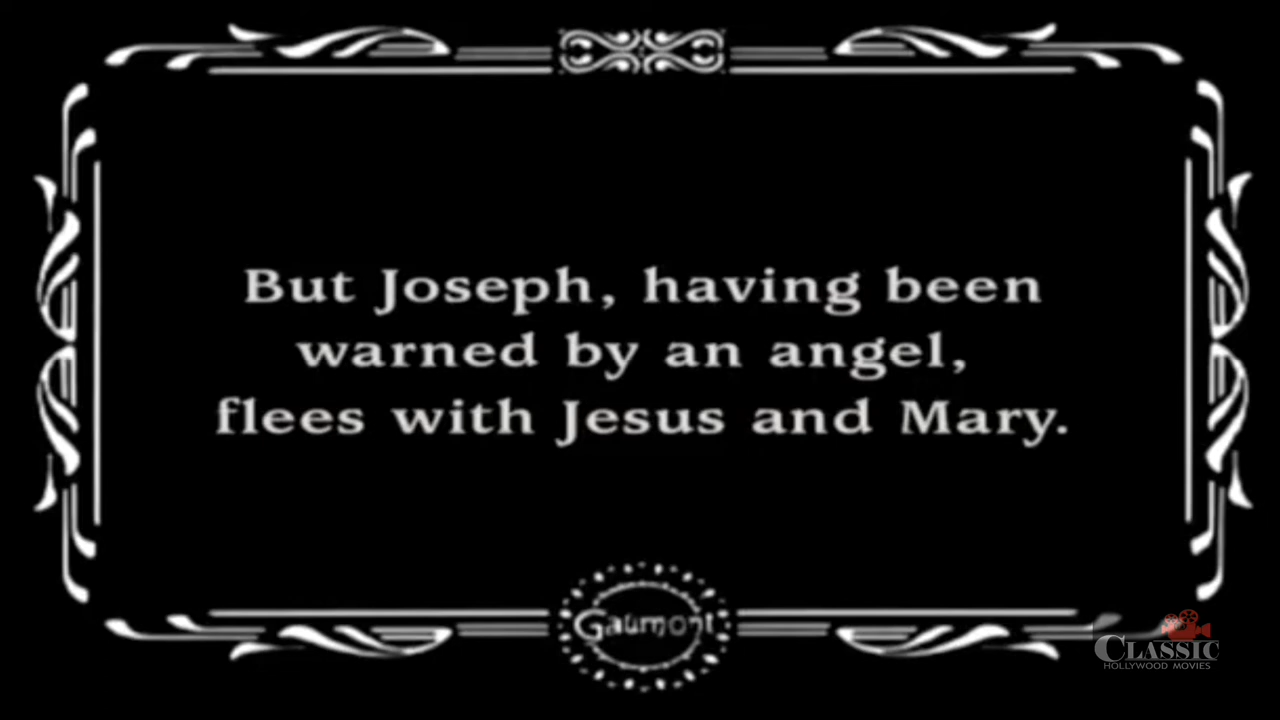 But Joseph, having been
warned by an angel,
flees with Jesus and Mary.
Gaumont
CLASSIC
HOLLYWOOD MOVIES